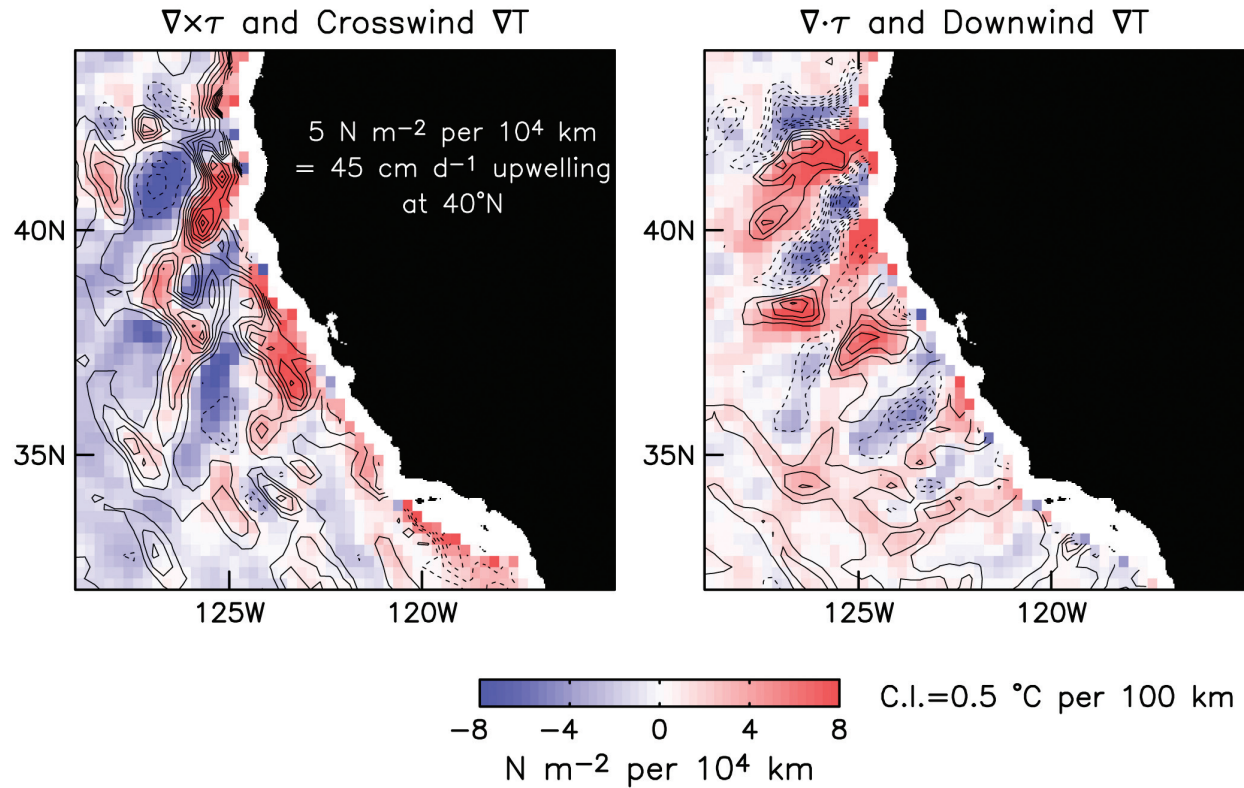 ∇×τ and Crosswind ∇T
∇·τ and Downwind ∇T
5 N m⁻² per 10⁴ km
= 45 cm d⁻¹ upwelling
at 40°N
40N
35N
125W 120W
40N
35N
125W 120W
-8 -4 0 4 8
N m⁻² per 10⁴ km
C.I.=0.5 °C per 100 km